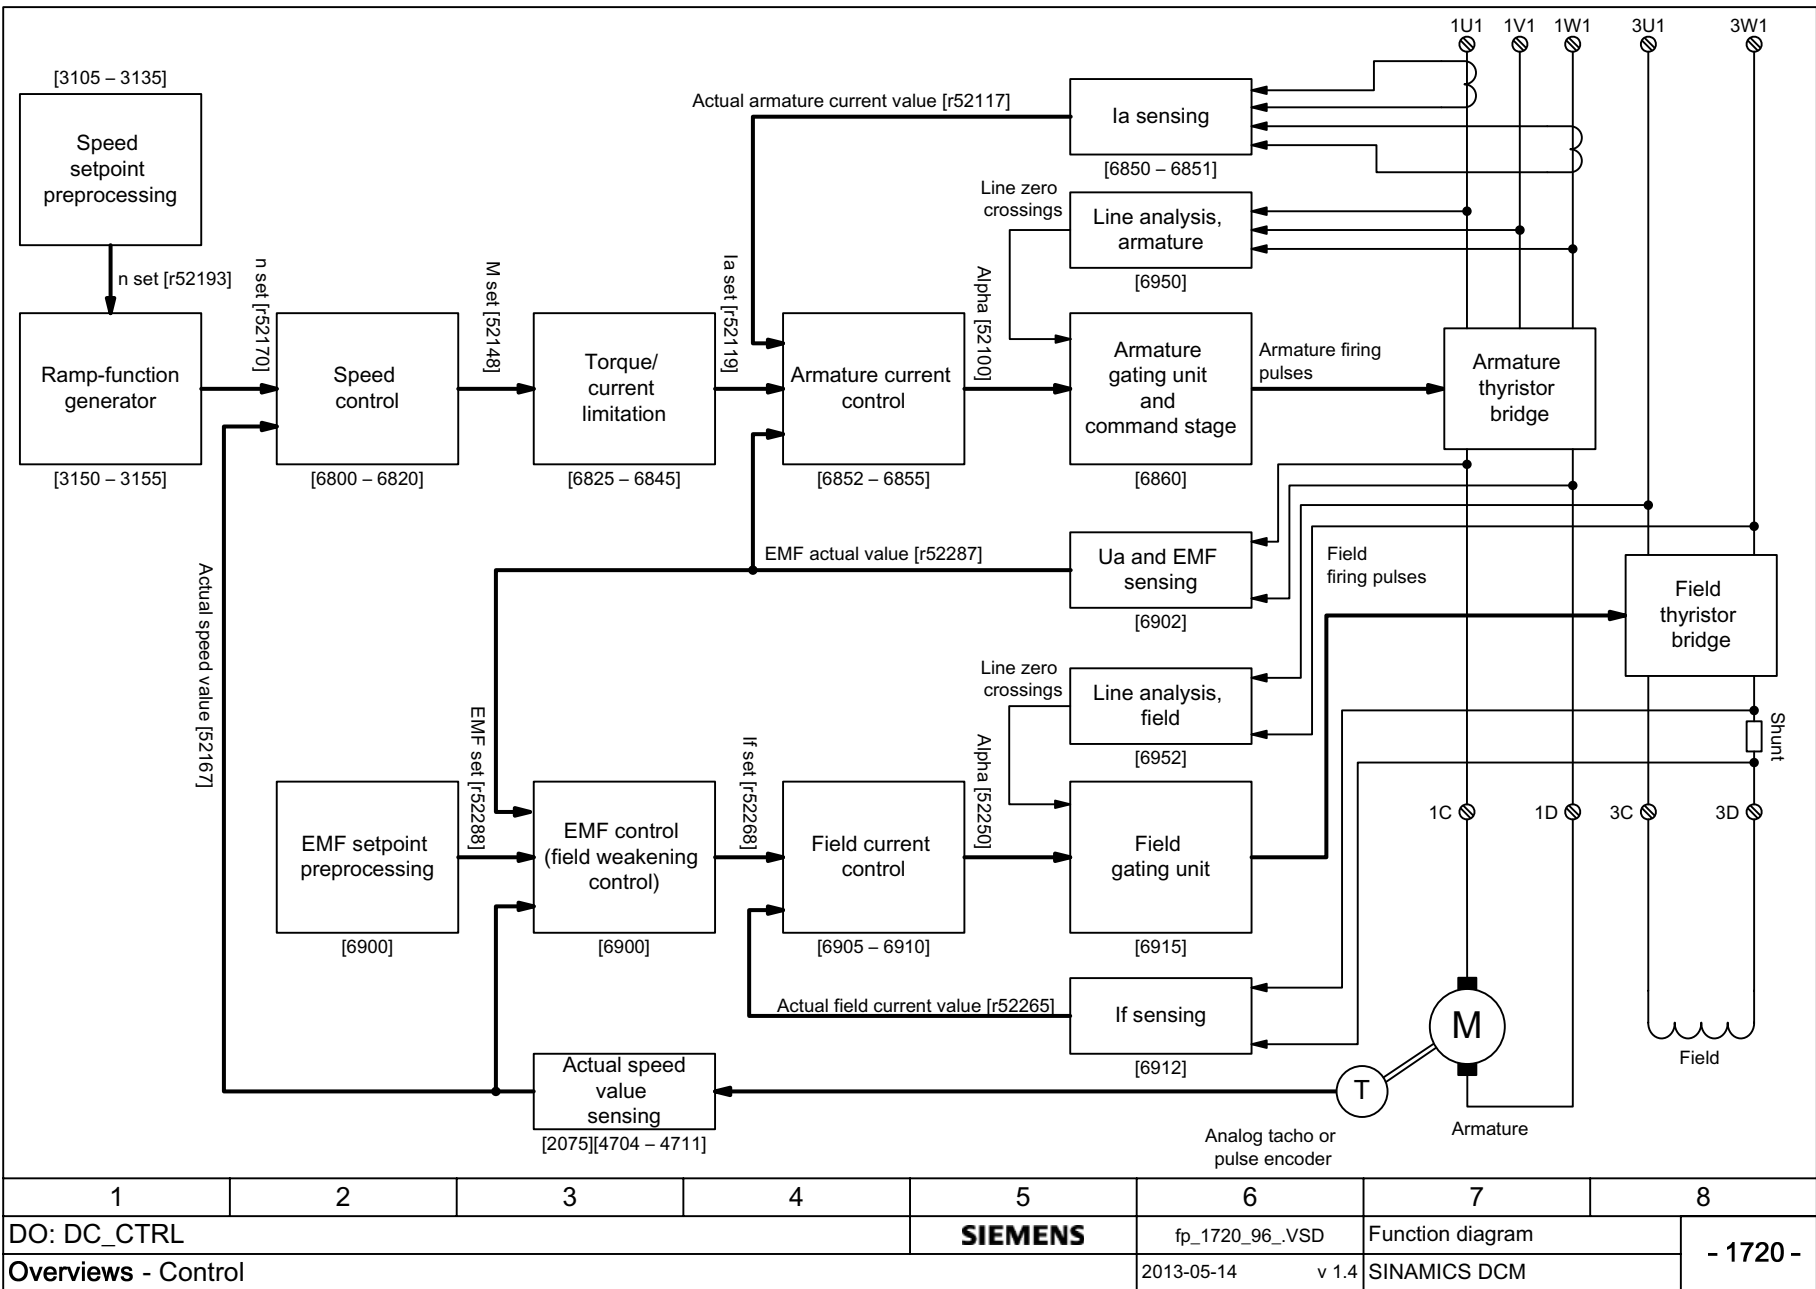 1U1 1V1 1W1 3U1 3W1
[3105 – 3135]
Speed
setpoint
preprocessing
n set [r52193]
Actual armature current value [r52117]
Ia sensing
[6850 – 6851]
Line zero
crossings
Line analysis,
armature
[6950]
n set [r52170]
M set [52148]
Ia set [r52119]
Alpha [52100]
Ramp-function
generator
[3150 – 3155]
Speed
control
[6800 – 6820]
Torque/
current
limitation
[6825 – 6845]
Armature current
control
[6852 – 6855]
Armature
gating unit
and
command stage
[6860]
Armature firing
pulses
Armature
thyristor
bridge
EMF actual value [r52287]
Ua and EMF
sensing
[6902]
Field
firing pulses
Field
thyristor
bridge
Actual speed value [52167]
Line zero
crossings
Line analysis,
field
[6952]
Shunt
EMF set [r52288]
If set [r52268]
Alpha [52250]
EMF setpoint
preprocessing
[6900]
EMF control
(field weakening
control)
[6900]
Field current
control
[6905 – 6910]
Field
gating unit
[6915]
1C 1D 3C 3D
Actual field current value [r52265]
If sensing
[6912]
M
Field
Actual speed
value
sensing
[2075][4704 – 4711]
T
Analog tacho or
pulse encoder
Armature
1 2 3 4 5 6 7 8
DO: DC_CTRL
SIEMENS
fp_1720_96_.VSD
Function diagram
- 1720 -
Overviews - Control
2013-05-14 v 1.4
SINAMICS DCM